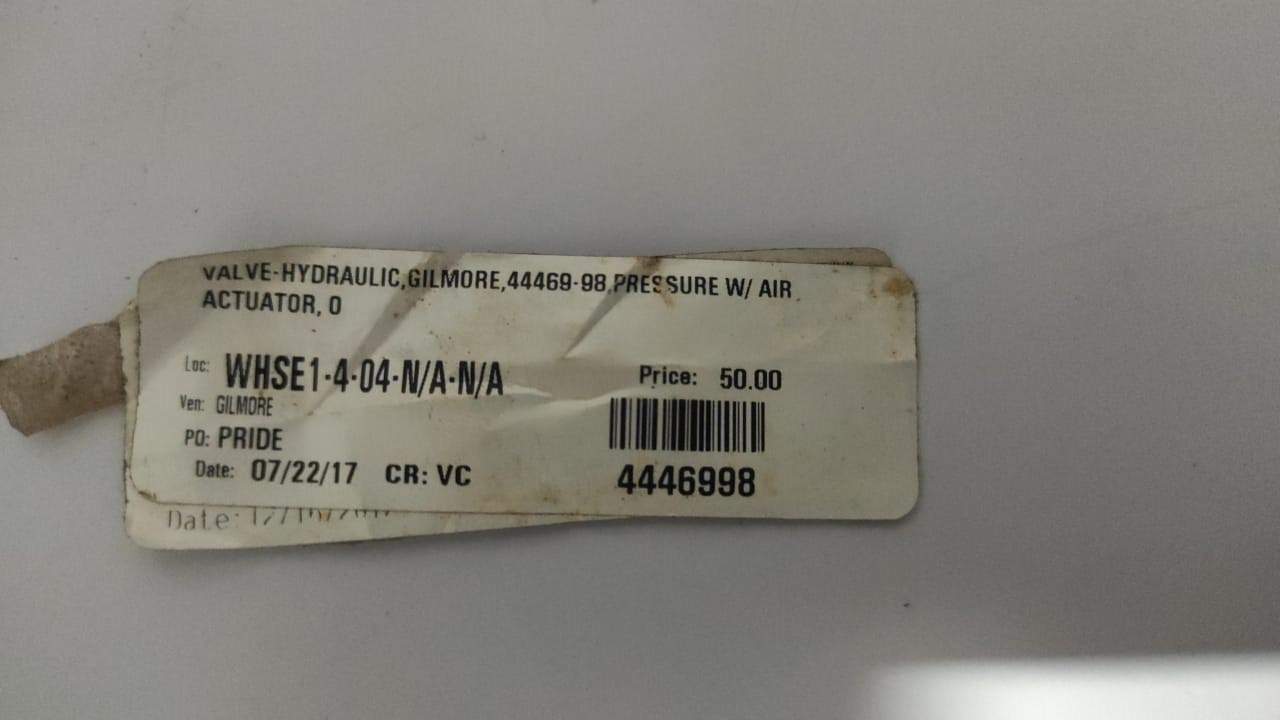 VALVE-HYDRAULIC,GILMORE,44469-98,PRESSURE W/ AIR
ACTUATOR, 0
Loc: WHSE1-4-04-N/A-N/A
Price: 50.00
Ven: GILMORE
PO: PRIDE
Date: 07/22/17 CR: VC
4446998
Date: